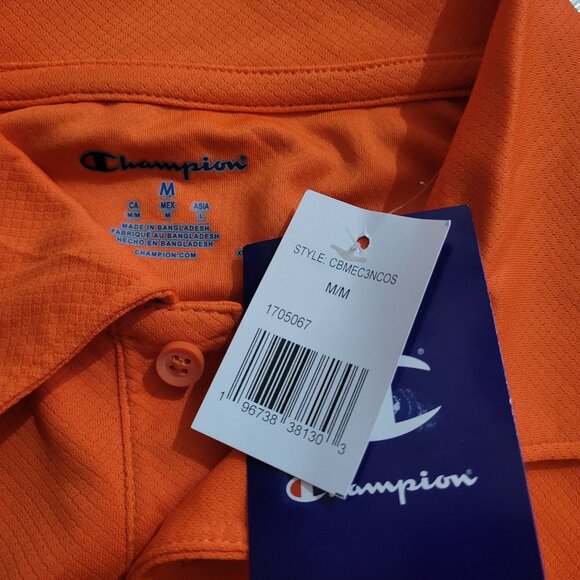 Champion
M
CA MEX ASIA
M/M M L
MADE IN BANGLADESH
FABRIQUÉ AU BANGLADESH
HECHO EN BANGLADESH
CHAMPION.COM
STYLE: CBMEC3NCOS
M/M
1705067
1 96738 38130 3
®
Champion